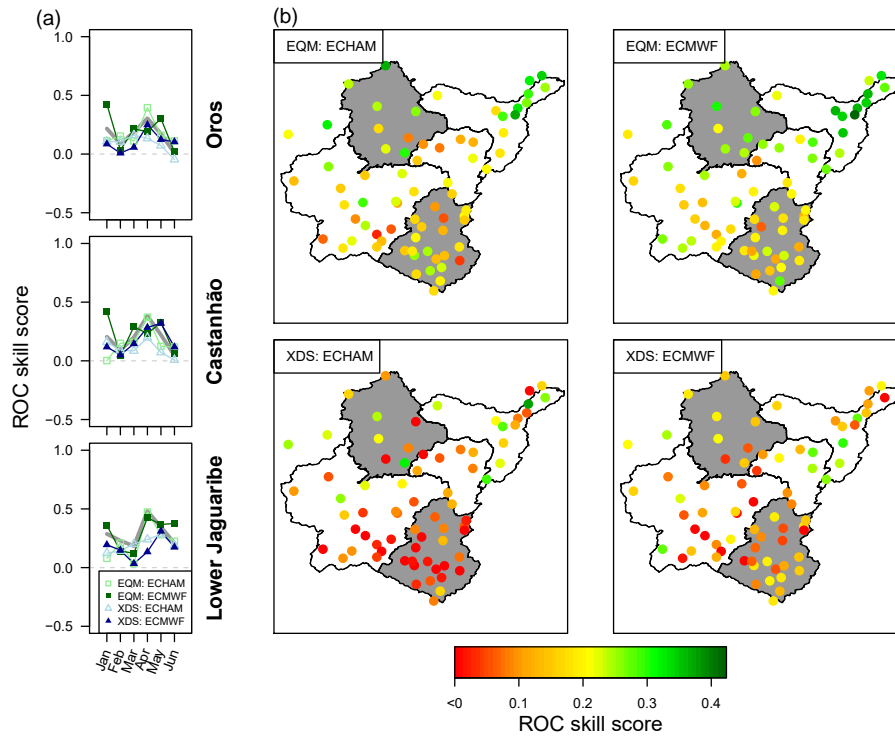 (a)
(b)
ROC skill score
1.0
0.5
0.0
−0.5
Oros
1.0
0.5
0.0
−0.5
Castanhão
1.0
0.5
0.0
−0.5
Lower Jaguaribe
EQM: ECHAM
EQM: ECMWF
XDS: ECHAM
XDS: ECMWF
Jan
Feb
Mar
Apr
May
Jun
EQM: ECHAM
EQM: ECMWF
XDS: ECHAM
XDS: ECMWF
<0 0.1 0.2 0.3 0.4
ROC skill score